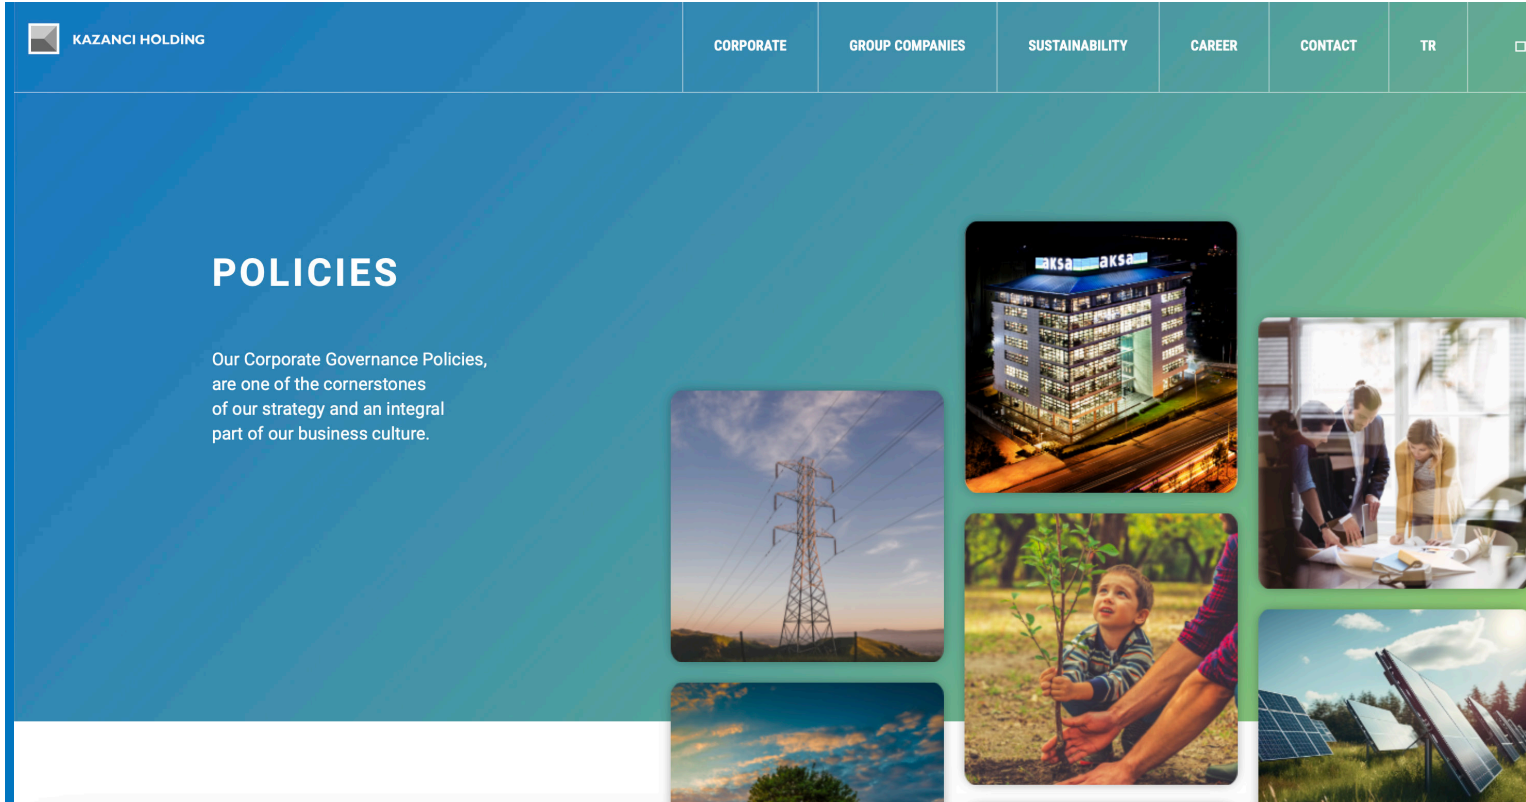 KAZANCI HOLDİNG
CORPORATE
GROUP COMPANIES
SUSTAINABILITY
CAREER
CONTACT
TR
POLICIES
Our Corporate Governance Policies,
are one of the cornerstones
of our strategy and an integral
part of our business culture.
aksa aksa